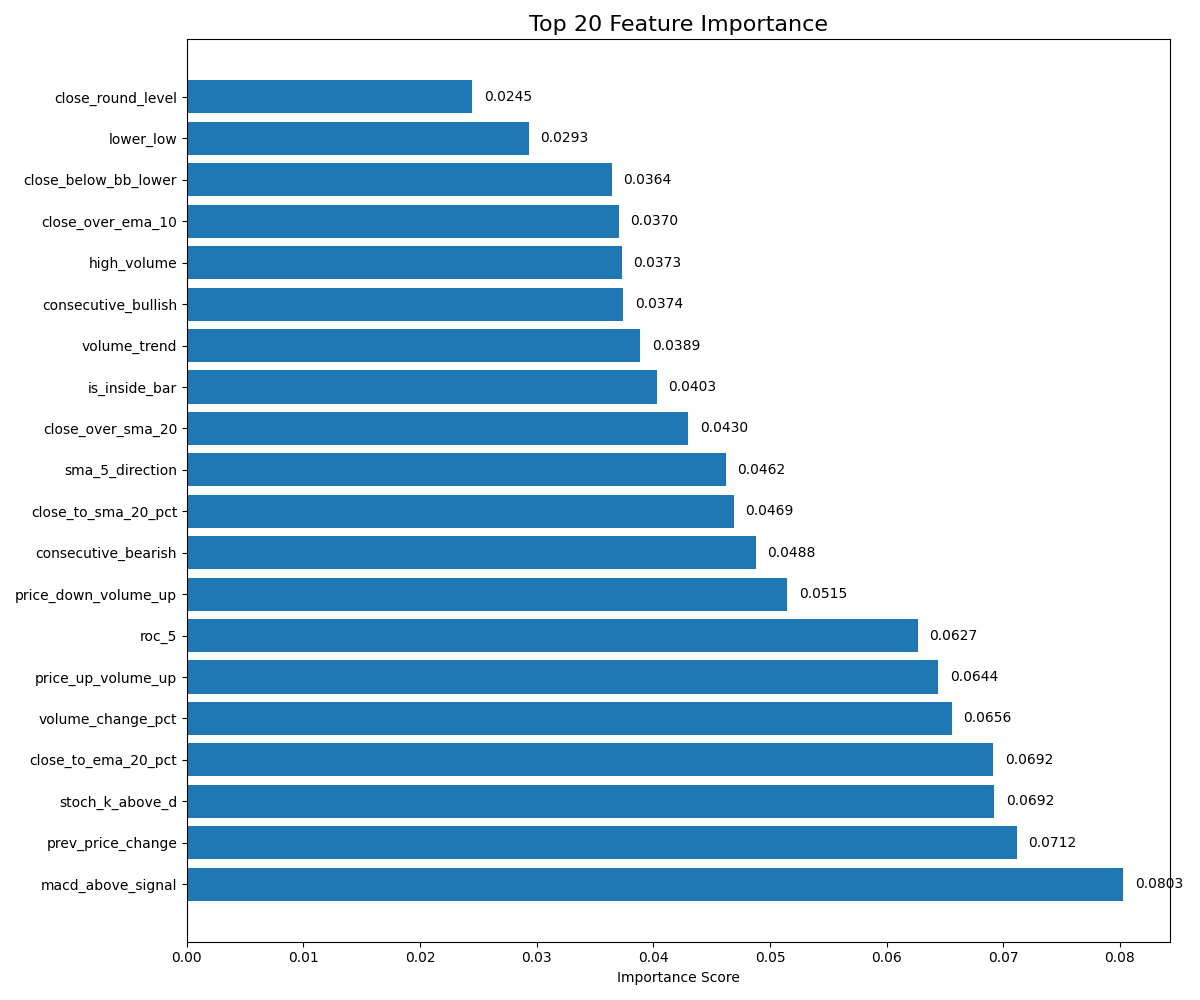 Top 20 Feature Importance
close_round_level 0.0245
lower_low 0.0293
close_below_bb_lower 0.0364
close_over_ema_10 0.0370
high_volume 0.0373
consecutive_bullish 0.0374
volume_trend 0.0389
is_inside_bar 0.0403
close_over_sma_20 0.0430
sma_5_direction 0.0462
close_to_sma_20_pct 0.0469
consecutive_bearish 0.0488
price_down_volume_up 0.0515
roc_5 0.0627
price_up_volume_up 0.0644
volume_change_pct 0.0656
close_to_ema_20_pct 0.0692
stoch_k_above_d 0.0692
prev_price_change 0.0712
macd_above_signal 0.0803
0.00 0.01 0.02 0.03 0.04 0.05 0.06 0.07 0.08
Importance Score